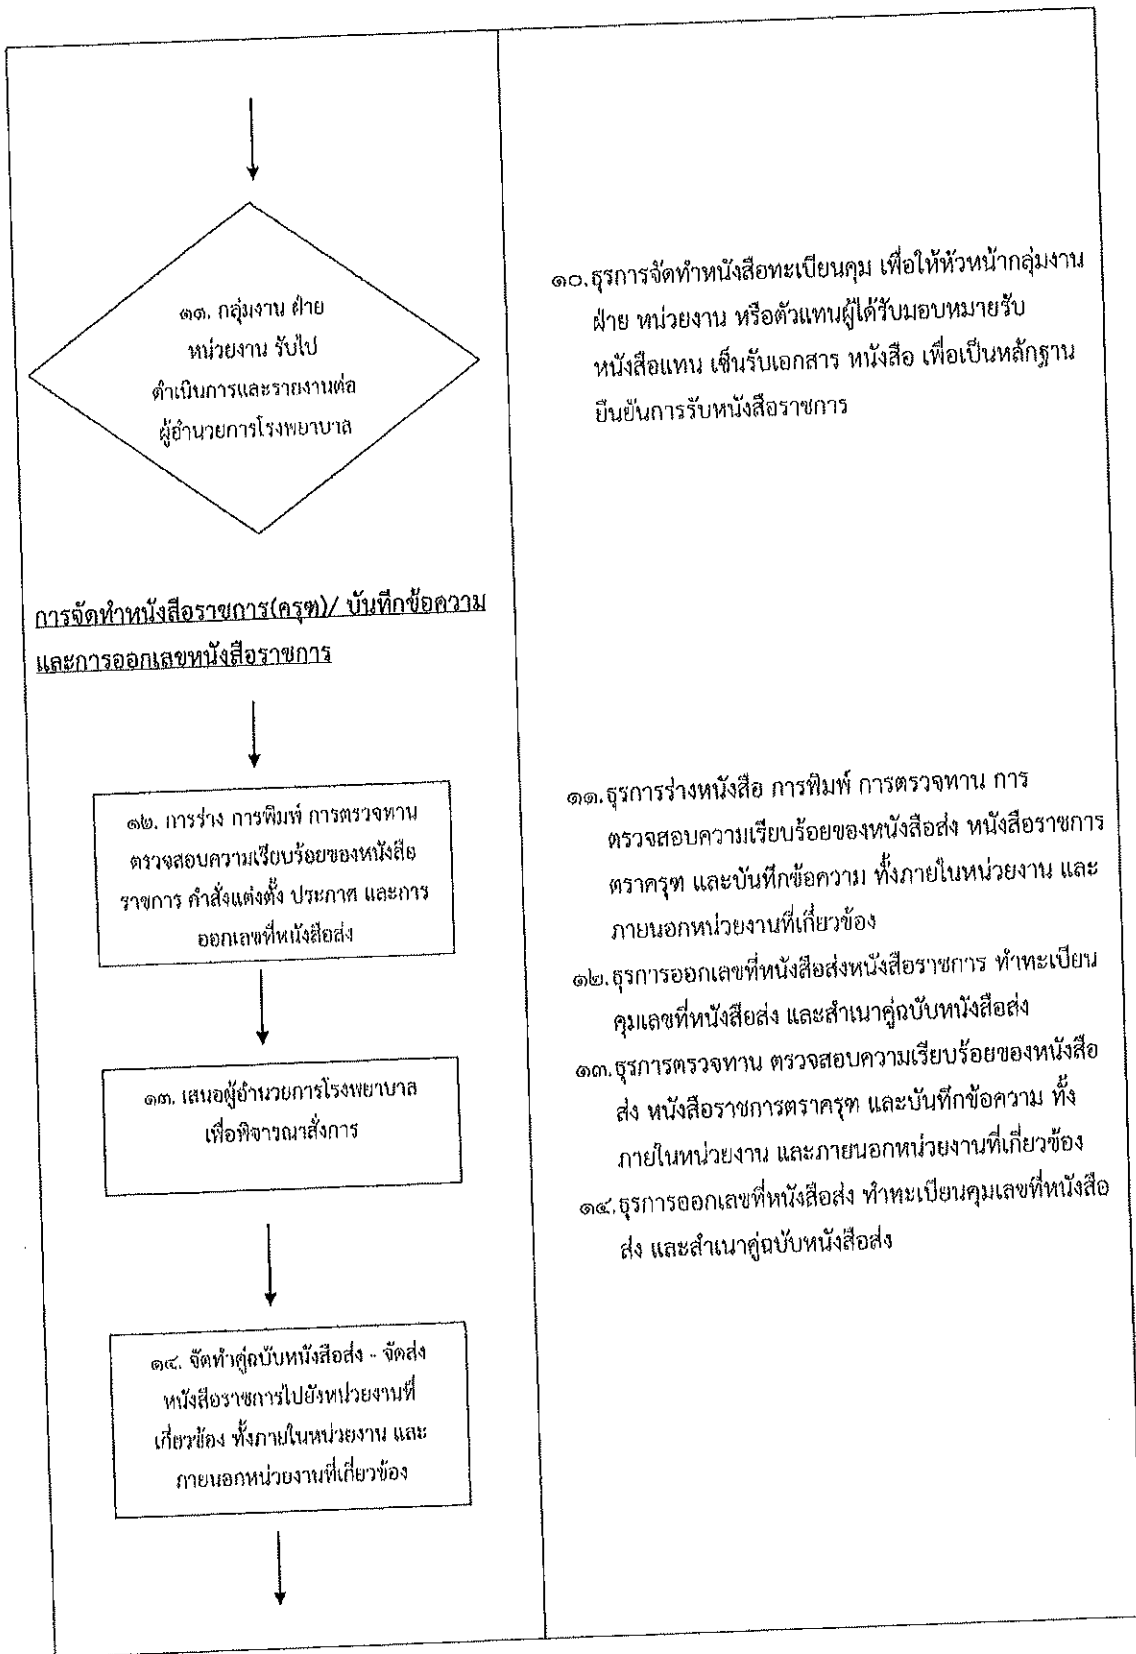 ๑๑. กลุ่มงาน ฝ่าย
หน่วยงาน รับไป
ดำเนินการและรายงานต่อ
ผู้อำนวยการโรงพยาบาล
๑๐. ธุรการจัดทำหนังสือทะเบียนคุม เพื่อให้หัวหน้ากลุ่มงาน
ฝ่าย หน่วยงาน หรือตัวแทนผู้ได้รับมอบหมายรับ
หนังสือแทน เซ็นรับเอกสาร หนังสือ เพื่อเป็นหลักฐาน
ยืนยันการรับหนังสือราชการ
การจัดทำหนังสือราชการ(ครุฑ)/ บันทึกข้อความ
และการออกเลขหนังสือราชการ
๑๒. การร่าง การพิมพ์ การตรวจทาน
ตรวจสอบความเรียบร้อยของหนังสือ
ราชการ คำสั่งแต่งตั้ง ประกาศ และการ
ออกเลขที่หนังสือส่ง
๑๓. เสนอผู้อำนวยการโรงพยาบาล
เพื่อพิจารณาสั่งการ
๑๔. จัดทำคู่ฉบับหนังสือส่ง - จัดส่ง
หนังสือราชการไปยังหน่วยงานที่
เกี่ยวข้อง ทั้งภายในหน่วยงาน และ
ภายนอกหน่วยงานที่เกี่ยวข้อง
๑๑. ธุรการร่างหนังสือ การพิมพ์ การตรวจทาน การ
ตรวจสอบความเรียบร้อยของหนังสือส่ง หนังสือราชการ
ตราครุฑ และบันทึกข้อความ ทั้งภายในหน่วยงาน และ
ภายนอกหน่วยงานที่เกี่ยวข้อง
๑๒. ธุรการออกเลขที่หนังสือส่งหนังสือราชการ ทำทะเบียน
คุมเลขที่หนังสือส่ง และสำเนาคู่ฉบับหนังสือส่ง
๑๓. ธุรการตรวจทาน ตรวจสอบความเรียบร้อยของหนังสือ
ส่ง หนังสือราชการตราครุฑ และบันทึกข้อความ ทั้ง
ภายในหน่วยงาน และภายนอกหน่วยงานที่เกี่ยวข้อง
๑๔. ธุรการออกเลขที่หนังสือส่ง ทำทะเบียนคุมเลขที่หนังสือ
ส่ง และสำเนาคู่ฉบับหนังสือส่ง